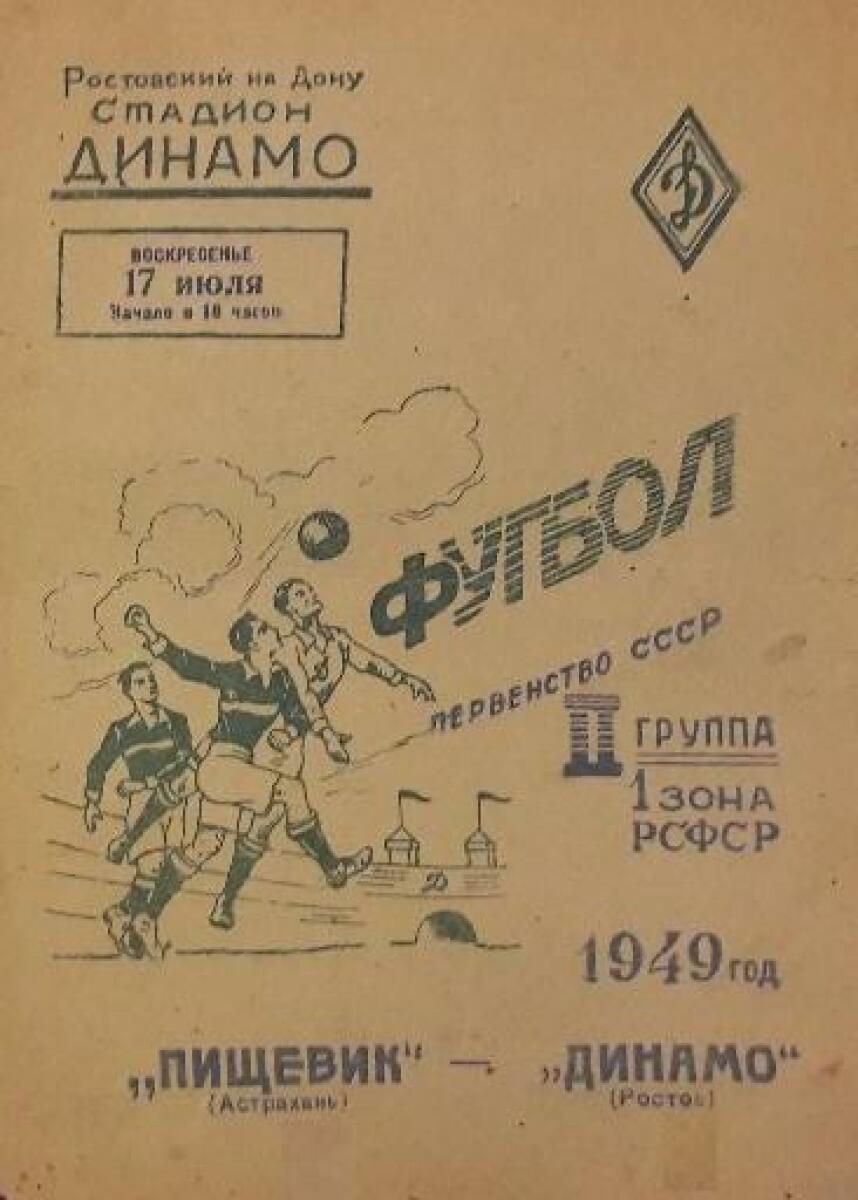 Ростовский на Дону
СТАДИОН
ДИНАМО
Д
ВОСКРЕСЕНЬЕ
17 ИЮЛЯ
Начало в 18 часов
ФУТБОЛ
ПЕРВЕНСТВО СССР
II ГРУППА
1 ЗОНА
РСФСР
Д
1949 ГОД
„ПИЩЕВИК“ — „ДИНАМО“
(Астрахань) (Ростов)